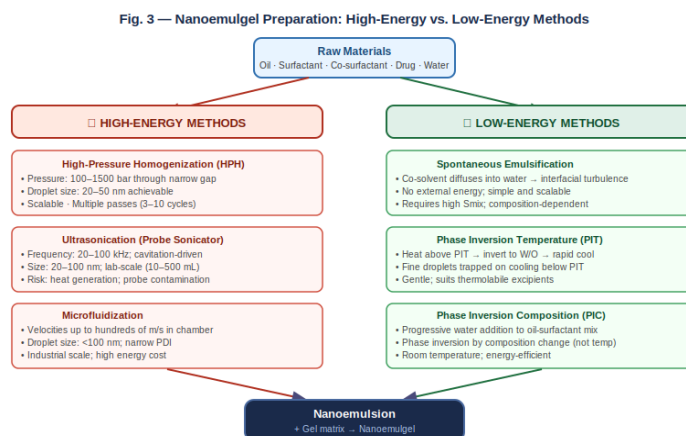 Fig. 3 — Nanoemulgel Preparation: High-Energy vs. Low-Energy Methods
Raw Materials
Oil · Surfactant · Co-surfactant · Drug · Water
HIGH-ENERGY METHODS
High-Pressure Homogenization (HPH)
• Pressure: 100–1500 bar through narrow gap
• Droplet size: 20–50 nm achievable
• Scalable · Multiple passes (3–10 cycles)
Ultrasonication (Probe Sonicator)
• Frequency: 20–100 kHz; cavitation-driven
• Size: 20–100 nm; lab-scale (10–500 mL)
• Risk: heat generation; probe contamination
Microfluidization
• Velocities up to hundreds of m/s in chamber
• Droplet size: <100 nm; narrow PDI
• Industrial scale; high energy cost
LOW-ENERGY METHODS
Spontaneous Emulsification
• Co-solvent diffuses into water → interfacial turbulence
• No external energy; simple and scalable
• Requires high Smix; composition-dependent
Phase Inversion Temperature (PIT)
• Heat above PIT → invert to W/O → rapid cool
• Fine droplets trapped on cooling below PIT
• Gentle; suits thermolabile excipients
Phase Inversion Composition (PIC)
• Progressive water addition to oil-surfactant mix
• Phase inversion by composition change (not temp)
• Room temperature; energy-efficient
Nanoemulsion
+ Gel matrix → Nanoemulgel